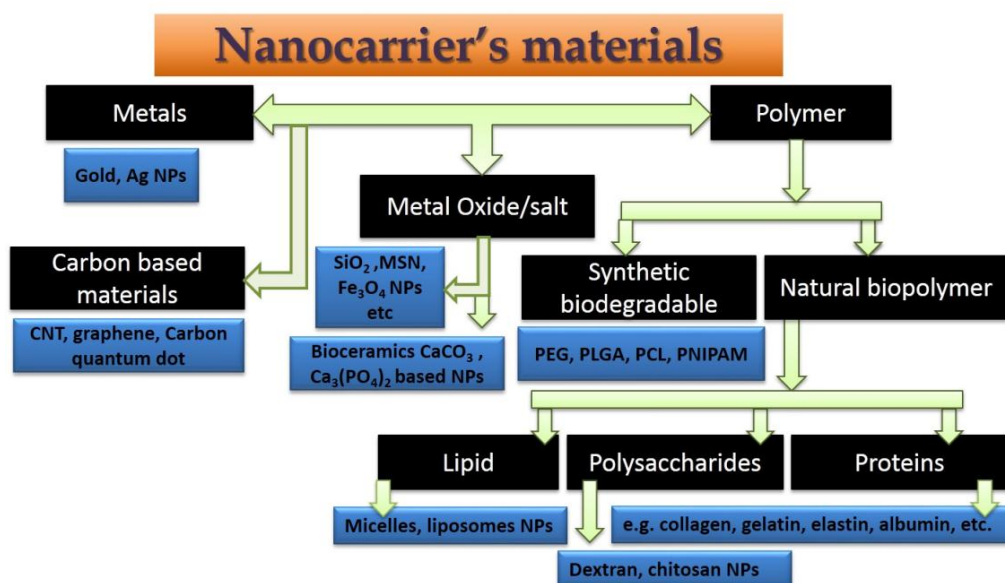 Nanocarrier's materials
Metals
Polymer
Gold, Ag NPs
Metal Oxide/salt
Carbon based
materials
SiO₂ ,MSN,
Fe₃O₄ NPs
etc
Synthetic
biodegradable
Natural biopolymer
CNT, graphene, Carbon
quantum dot
Bioceramics CaCO₃ ,
Ca₃(PO₄)₂ based NPs
PEG, PLGA, PCL, PNIPAM
Lipid
Polysaccharides
Proteins
Micelles, liposomes NPs
e.g. collagen, gelatin, elastin, albumin, etc.
Dextran, chitosan NPs